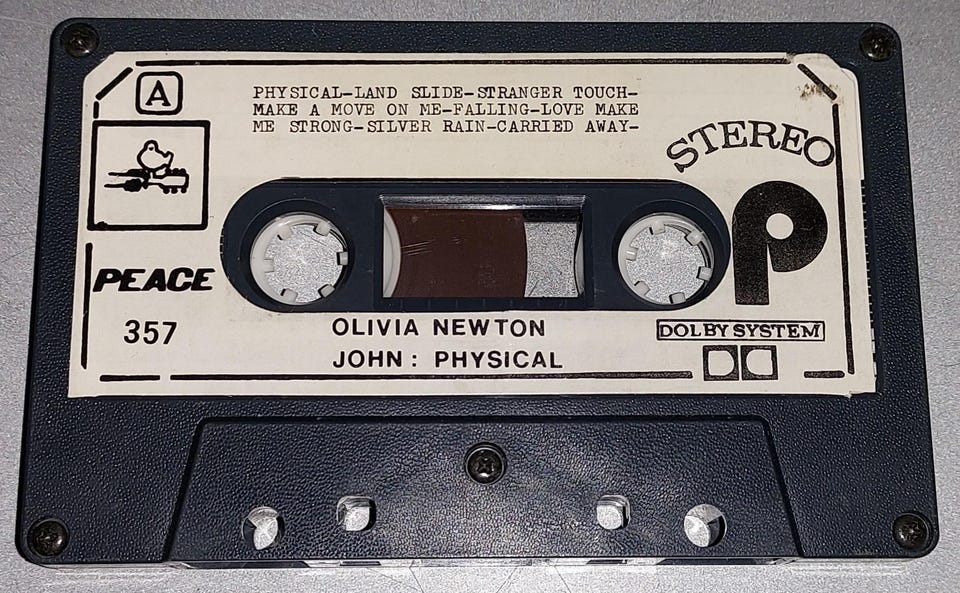 A
PHYSICAL-LAND SLIDE-STRANGER TOUCH-
MAKE A MOVE ON ME-FALLING-LOVE MAKE
ME STRONG-SILVER RAIN-CARRIED AWAY-
STEREO
P
PEACE
357
OLIVIA NEWTON
JOHN: PHYSICAL
DOLBY SYSTEM